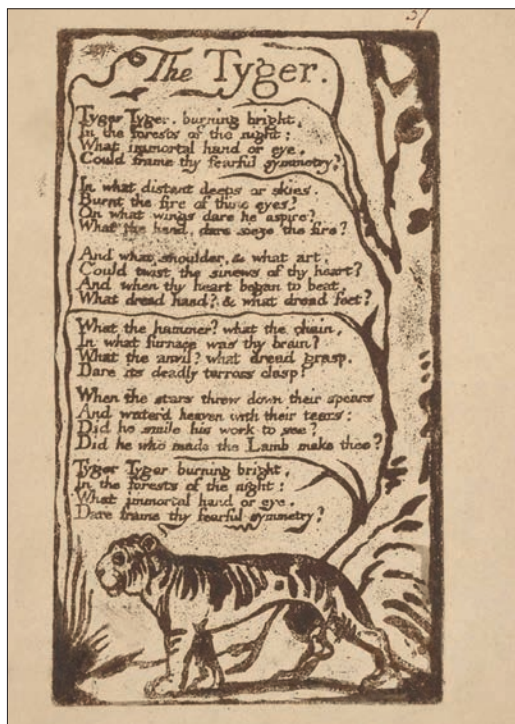 The Tyger.
Tyger Tyger, burning bright,
In the forests of the night:
What immortal hand or eye,
Could frame thy fearful symmetry?
In what distant deeps or skies.
Burnt the fire of thine eyes?
On what wings dare he aspire?
What the hand, dare sieze the fire?
And what shoulder, & what art,
Could twist the sinews of thy heart?
And when thy heart began to beat,
What dread hand? & what dread feet?
What the hammer? what the chain,
In what furnace was thy brain?
What the anvil? what dread grasp,
Dare its deadly terrors clasp!
When the stars threw down their spears
And water'd heaven with their tears:
Did he smile his work to see?
Did he who made the Lamb make thee?
Tyger Tyger burning bright,
In the forests of the night:
What immortal hand or eye,
Dare frame thy fearful symmetry?